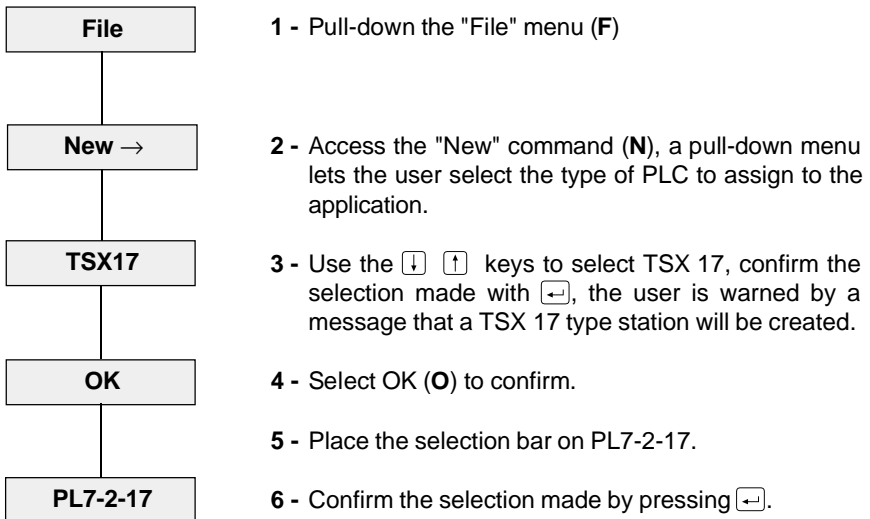 File
1 - Pull-down the "File" menu (F)
New →
2 - Access the "New" command (N), a pull-down menu
lets the user select the type of PLC to assign to the
application.
TSX17
3 - Use the ↓ ↑ keys to select TSX 17, confirm the
selection made with ↵, the user is warned by a
message that a TSX 17 type station will be created.
OK
4 - Select OK (O) to confirm.
5 - Place the selection bar on PL7-2-17.
PL7-2-17
6 - Confirm the selection made by pressing ↵.